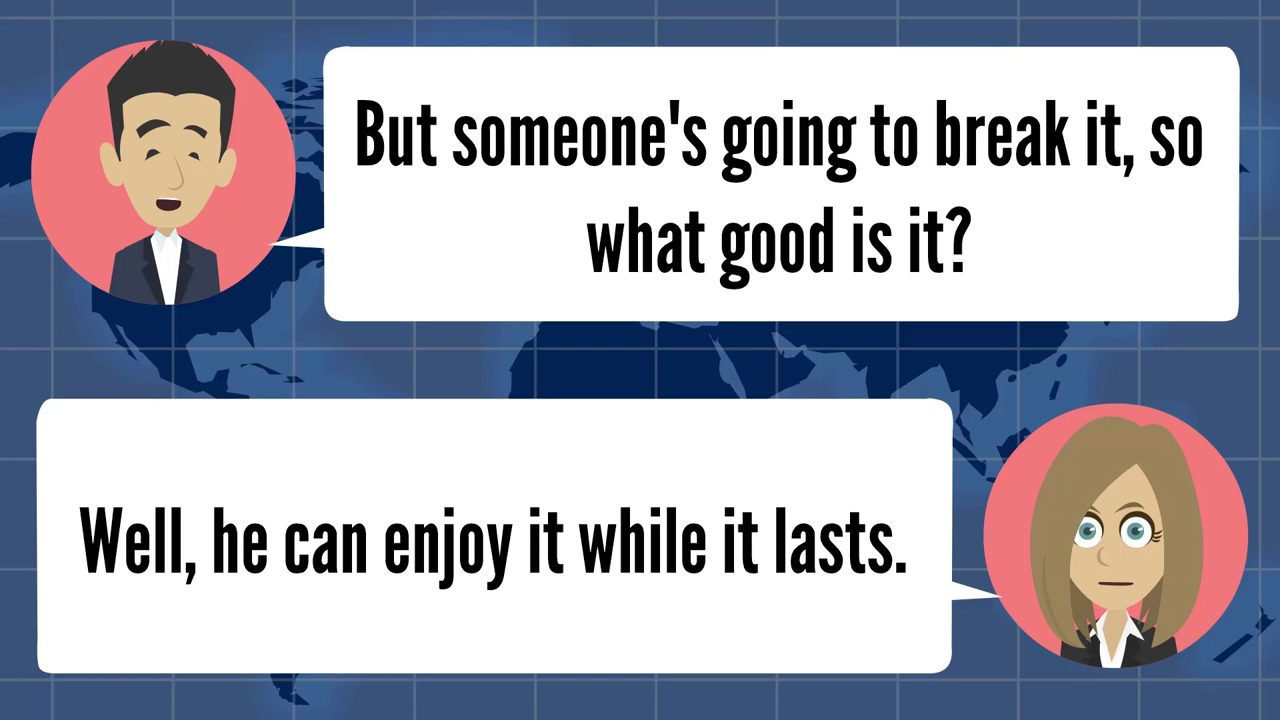 But someone's going to break it, so
what good is it?
Well, he can enjoy it while it lasts.